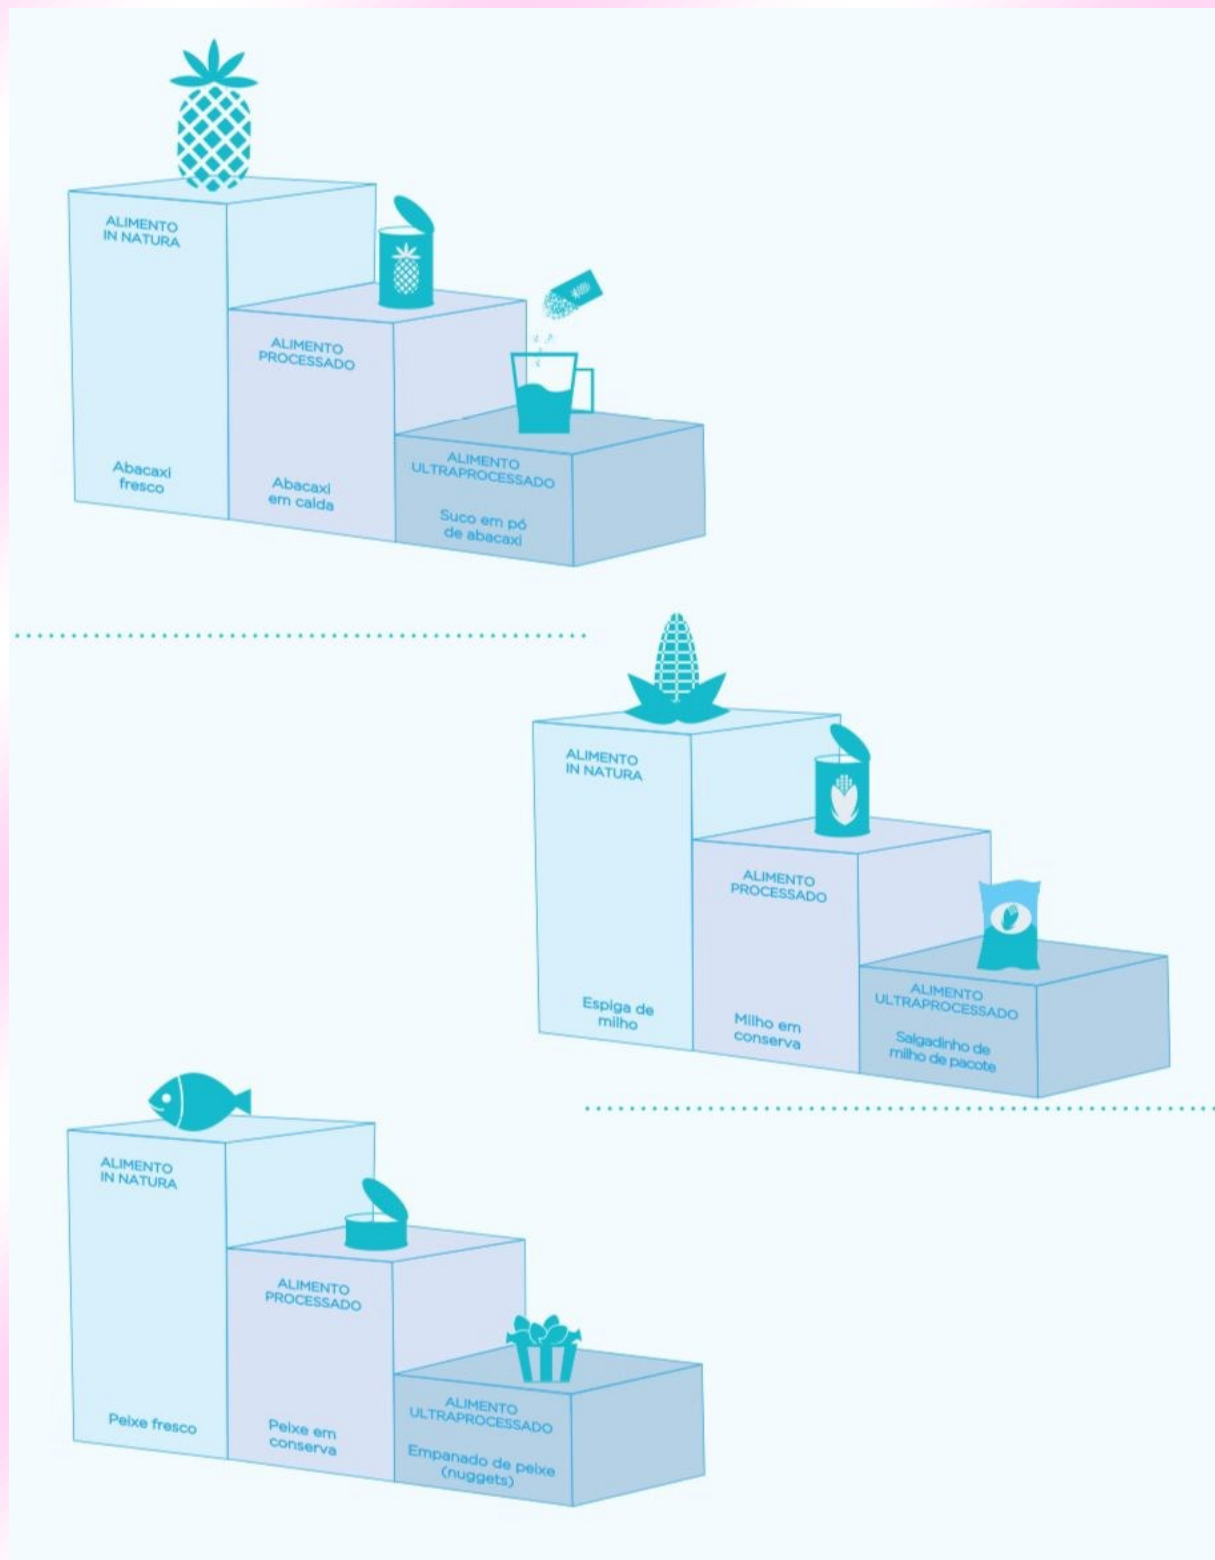 ALIMENTO
IN NATURA
Abacaxi
fresco
ALIMENTO
PROCESSADO
Abacaxi
em calda
ALIMENTO
ULTRAPROCESSADO
Suco em pó
de abacaxi
ALIMENTO
IN NATURA
Espiga de
milho
ALIMENTO
PROCESSADO
Milho em
conserva
ALIMENTO
ULTRAPROCESSADO
Salgadinho de
milho de pacote
ALIMENTO
IN NATURA
Peixe fresco
ALIMENTO
PROCESSADO
Peixe em
conserva
ALIMENTO
ULTRAPROCESSADO
Empanado de peixe
(nuggets)